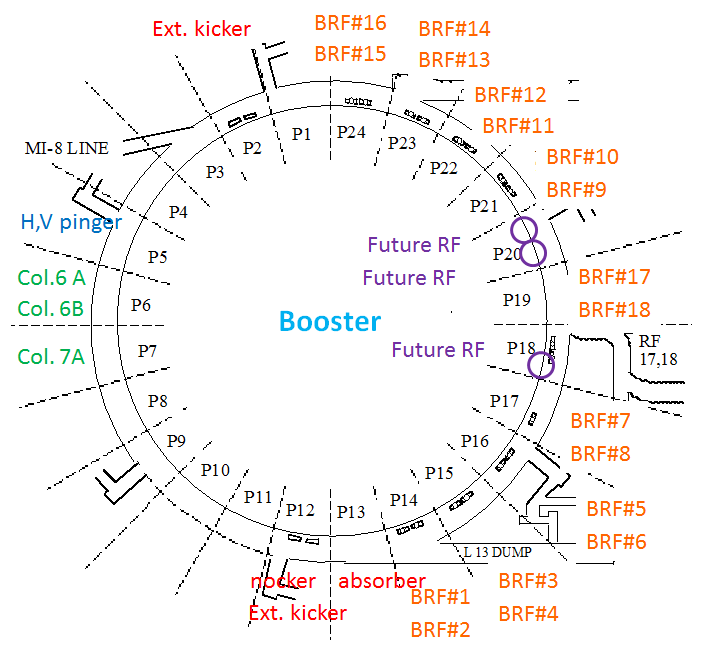 Ext. kicker
BRF#16
BRF#14
BRF#15
BRF#13
BRF#12
BRF#11
MI-8 LINE
P2
P1
P24
P23
P22
P3
P21
BRF#10
BRF#9
P4
H,V pinger
P5
Future RF
P20
Col.6 A
Future RF
BRF#17
Col. 6B
P6
Booster
P19
BRF#18
Col. 7A
P7
Future RF
P18
RF
17,18
P8
P17
BRF#7
P9
P16
BRF#8
P10
P15
P11
P12
P13
P14
BRF#5
BRF#6
L 13 DUMP
nocker
absorber
BRF#3
Ext. kicker
BRF#1
BRF#4
BRF#2